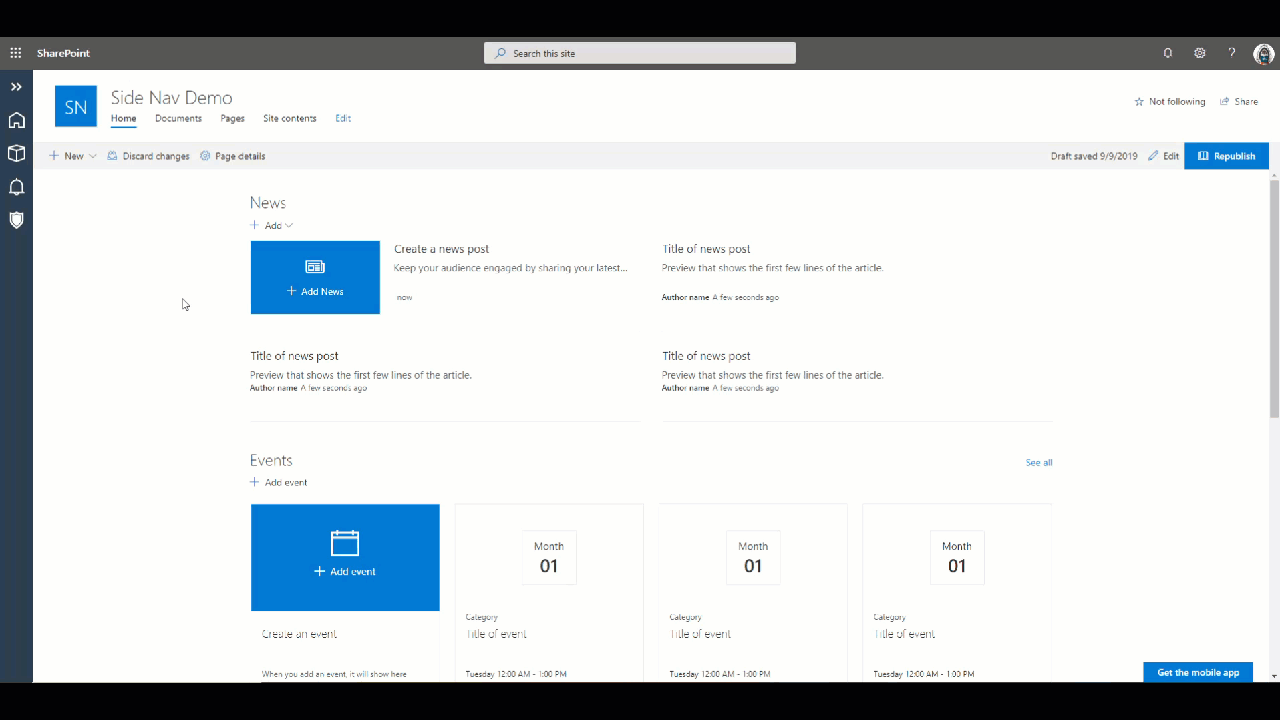 SharePoint
Search this site
?
SN
Side Nav Demo
Not following
Share
Home Documents Pages Site contents Edit
New Discard changes Page details
Draft saved 9/9/2019 Edit Republish
News
+ Add
Create a news post
Keep your audience engaged by sharing your latest...
now
+ Add News
Title of news post
Preview that shows the first few lines of the article.
Author name A few seconds ago
Title of news post
Preview that shows the first few lines of the article.
Author name A few seconds ago
Title of news post
Preview that shows the first few lines of the article.
Author name A few seconds ago
Events
See all
+ Add event
+ Add event
Create an event
When you add an event, it will show here
Month
01
Category
Title of event
Tuesday 12:00 AM - 1:00 PM
Month
01
Category
Title of event
Tuesday 12:00 AM - 1:00 PM
Month
01
Category
Title of event
Tuesday 12:00 AM - 1:00 PM
Get the mobile app